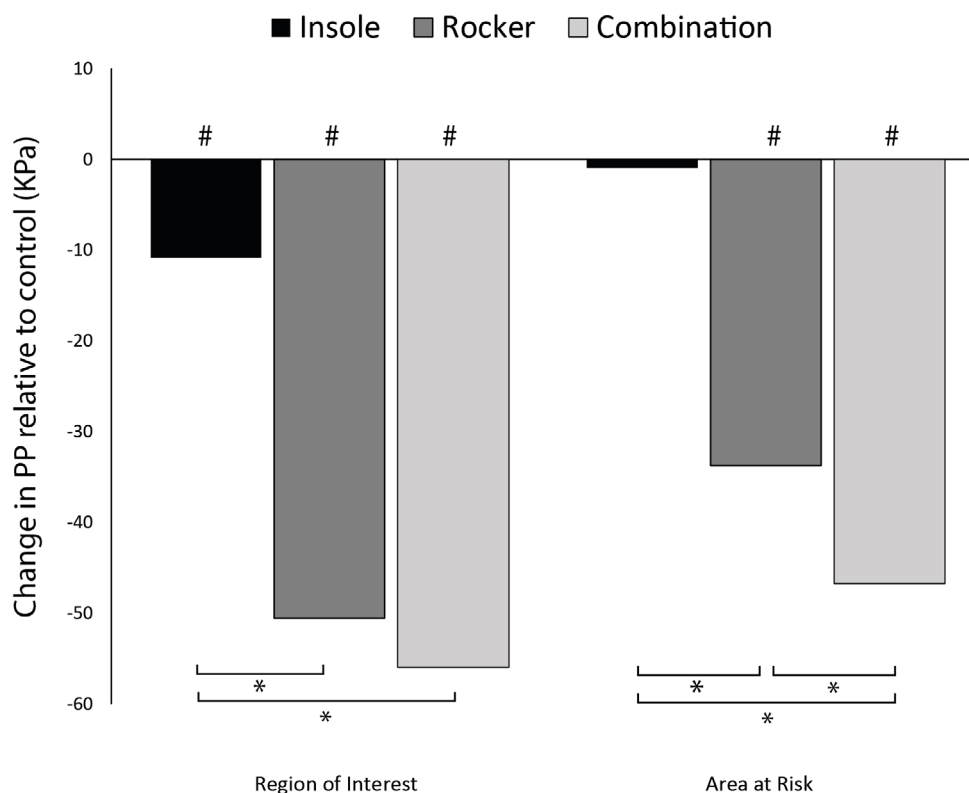 Insole Rocker Combination
Change in PP relative to control (KPa)
10
# # # # #
0
-10
-20
-30
-40
-50
-60
* * *
* *
Region of Interest Area at Risk